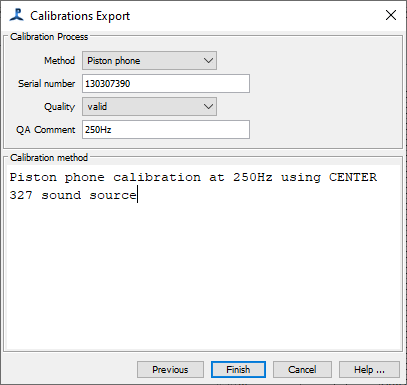 Calibrations Export
Calibration Process
Method Piston phone
Serial number 130307390
Quality valid
QA Comment 250Hz
Calibration method
Piston phone calibration at 250Hz using CENTER
327 sound source
Previous Finish Cancel Help ...